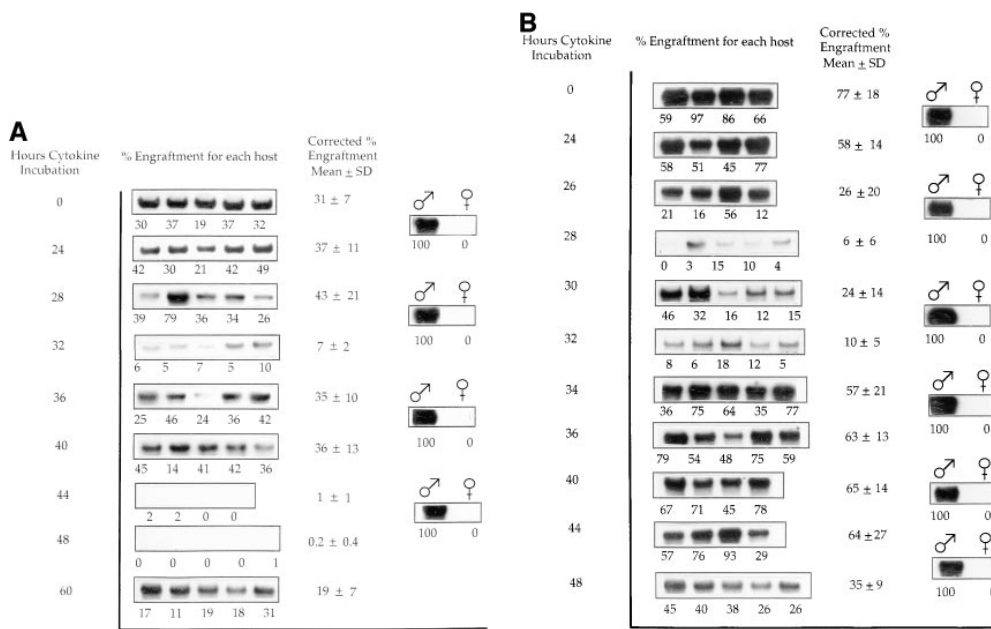 A
Hours Cytokine
Incubation
% Engraftment for each host
Corrected %
Engraftment
Mean ± SD
0
31 ± 7
30 37 19 37 32
♂ ♀
100 0
24
37 ± 11
42 30 21 42 49
28
43 ± 21
39 79 36 34 26
♂ ♀
100 0
32
7 ± 2
6 5 7 5 10
36
35 ± 10
25 46 24 36 42
♂ ♀
100 0
40
36 ± 13
45 14 41 42 36
44
1 ± 1
2 2 0 0
♂ ♀
100 0
48
0.2 ± 0.4
0 0 0 0 1
60
19 ± 7
17 11 19 18 31
B
Hours Cytokine
Incubation
% Engraftment for each host
Corrected %
Engraftment
Mean ± SD
0
77 ± 18
59 97 86 66
♂ ♀
100 0
24
58 ± 14
58 51 45 77
26
26 ± 20
21 16 56 12
♂ ♀
100 0
28
6 ± 6
0 3 15 10 4
30
24 ± 14
46 32 16 12 15
♂ ♀
100 0
32
10 ± 5
8 6 18 12 5
34
57 ± 21
36 75 64 35 77
♂ ♀
100 0
36
63 ± 13
79 54 48 75 59
40
65 ± 14
67 71 45 78
♂ ♀
100 0
44
64 ± 27
57 76 93 29
♂ ♀
100 0
48
35 ± 9
45 40 38 26 26